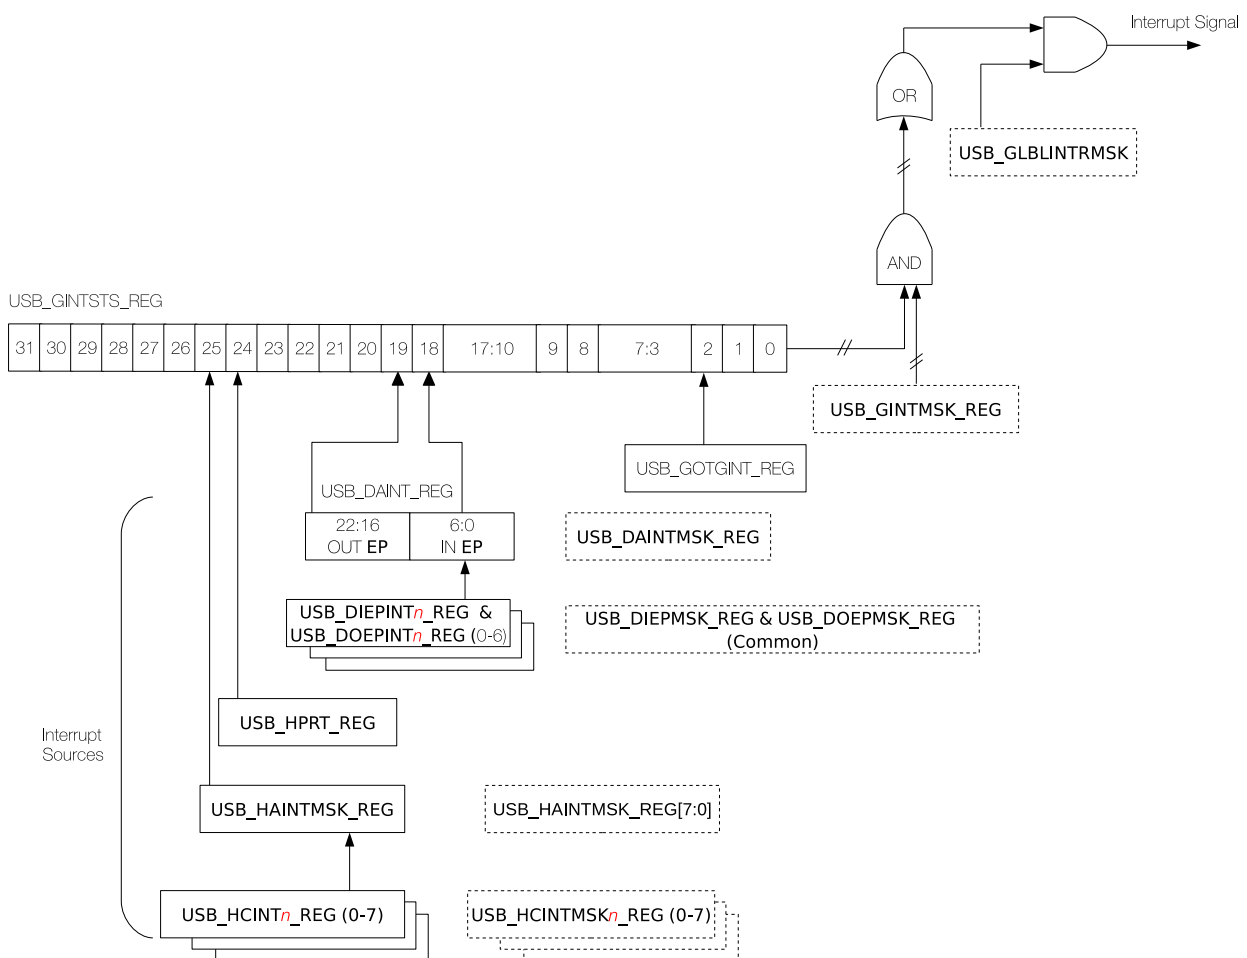 Interrupt Signal
OR
USB_GLBLINTRMSK
AND
USB_GINTSTS_REG
31 30 29 28 27 26 25 24 23 22 21 20 19 18 17:10 9 8 7:3 2 1 0
USB_GINTMSK_REG
USB_GOTGINT_REG
USB_DAINT_REG
22:16
OUT EP
6:0
IN EP
USB_DAINTMSK_REG
USB_DIEPINTn_REG &
USB_DOEPINTn_REG (0-6)
USB_DIEPMSK_REG & USB_DOEPMSK_REG
(Common)
USB_HPRT_REG
Interrupt
Sources
USB_HAINTMSK_REG
USB_HAINTMSK_REG[7:0]
USB_HCINTn_REG (0-7)
USB_HCINTMSKn_REG (0-7)